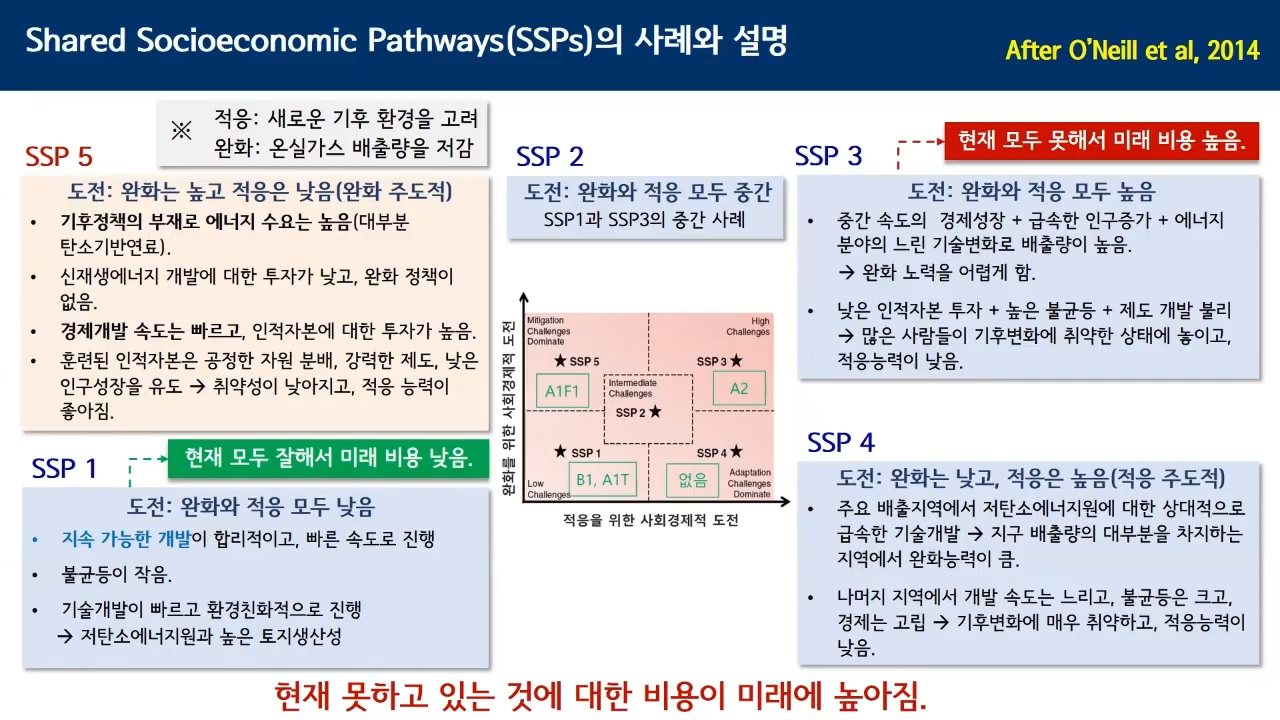 Shared Socioeconomic Pathways(SSPs)의 사례와 설명
After O'Neill et al, 2014
※ 적응: 새로운 기후 환경을 고려
완화: 온실가스 배출량을 저감
SSP 5
도전: 완화는 높고 적응은 낮음(완화 주도적)
• 기후정책의 부재로 에너지 수요는 높음(대부분
탄소기반연료).
• 신재생에너지 개발에 대한 투자가 낮고, 완화 정책이
없음.
• 경제개발 속도는 빠르고, 인적자본에 대한 투자가 높음.
• 훈련된 인적자본은 공정한 자원 분배, 강력한 제도, 낮은
인구성장을 유도 → 취약성이 낮아지고, 적응 능력이
좋아짐.
SSP 1
현재 모두 잘해서 미래 비용 낮음.
도전: 완화와 적응 모두 낮음
• 지속 가능한 개발이 합리적이고, 빠른 속도로 진행
• 불균등이 작음.
• 기술개발이 빠르고 환경친화적으로 진행
→ 저탄소에너지원과 높은 토지생산성
SSP 2
도전: 완화와 적응 모두 중간
SSP1과 SSP3의 중간 사례
완화를 위한 사회경제적 도전
Mitigation
Challenges
Dominate
★ SSP 5
A1F1
High
Challenges
SSP 3 ★
A2
Intermediate
Challenges
SSP 2 ★
★ SSP 1
B1, A1T
Low
Challenges
SSP 4 ★
없음
Adaptation
Challenges
Dominate
적응을 위한 사회경제적 도전
SSP 3
현재 모두 못해서 미래 비용 높음.
도전: 완화와 적응 모두 높음
• 중간 속도의 경제성장 + 급속한 인구증가 + 에너지
분야의 느린 기술변화로 배출량이 높음.
→ 완화 노력을 어렵게 함.
• 낮은 인적자본 투자 + 높은 불균등 + 제도 개발 불리
→ 많은 사람들이 기후변화에 취약한 상태에 놓이고,
적응능력이 낮음.
SSP 4
도전: 완화는 낮고, 적응은 높음(적응 주도적)
• 주요 배출지역에서 저탄소에너지원에 대한 상대적으로
급속한 기술개발 → 지구 배출량의 대부분을 차지하는
지역에서 완화능력이 큼.
• 나머지 지역에서 개발 속도는 느리고, 불균등은 크고,
경제는 고립 → 기후변화에 매우 취약하고, 적응능력이
낮음.
현재 못하고 있는 것에 대한 비용이 미래에 높아짐.